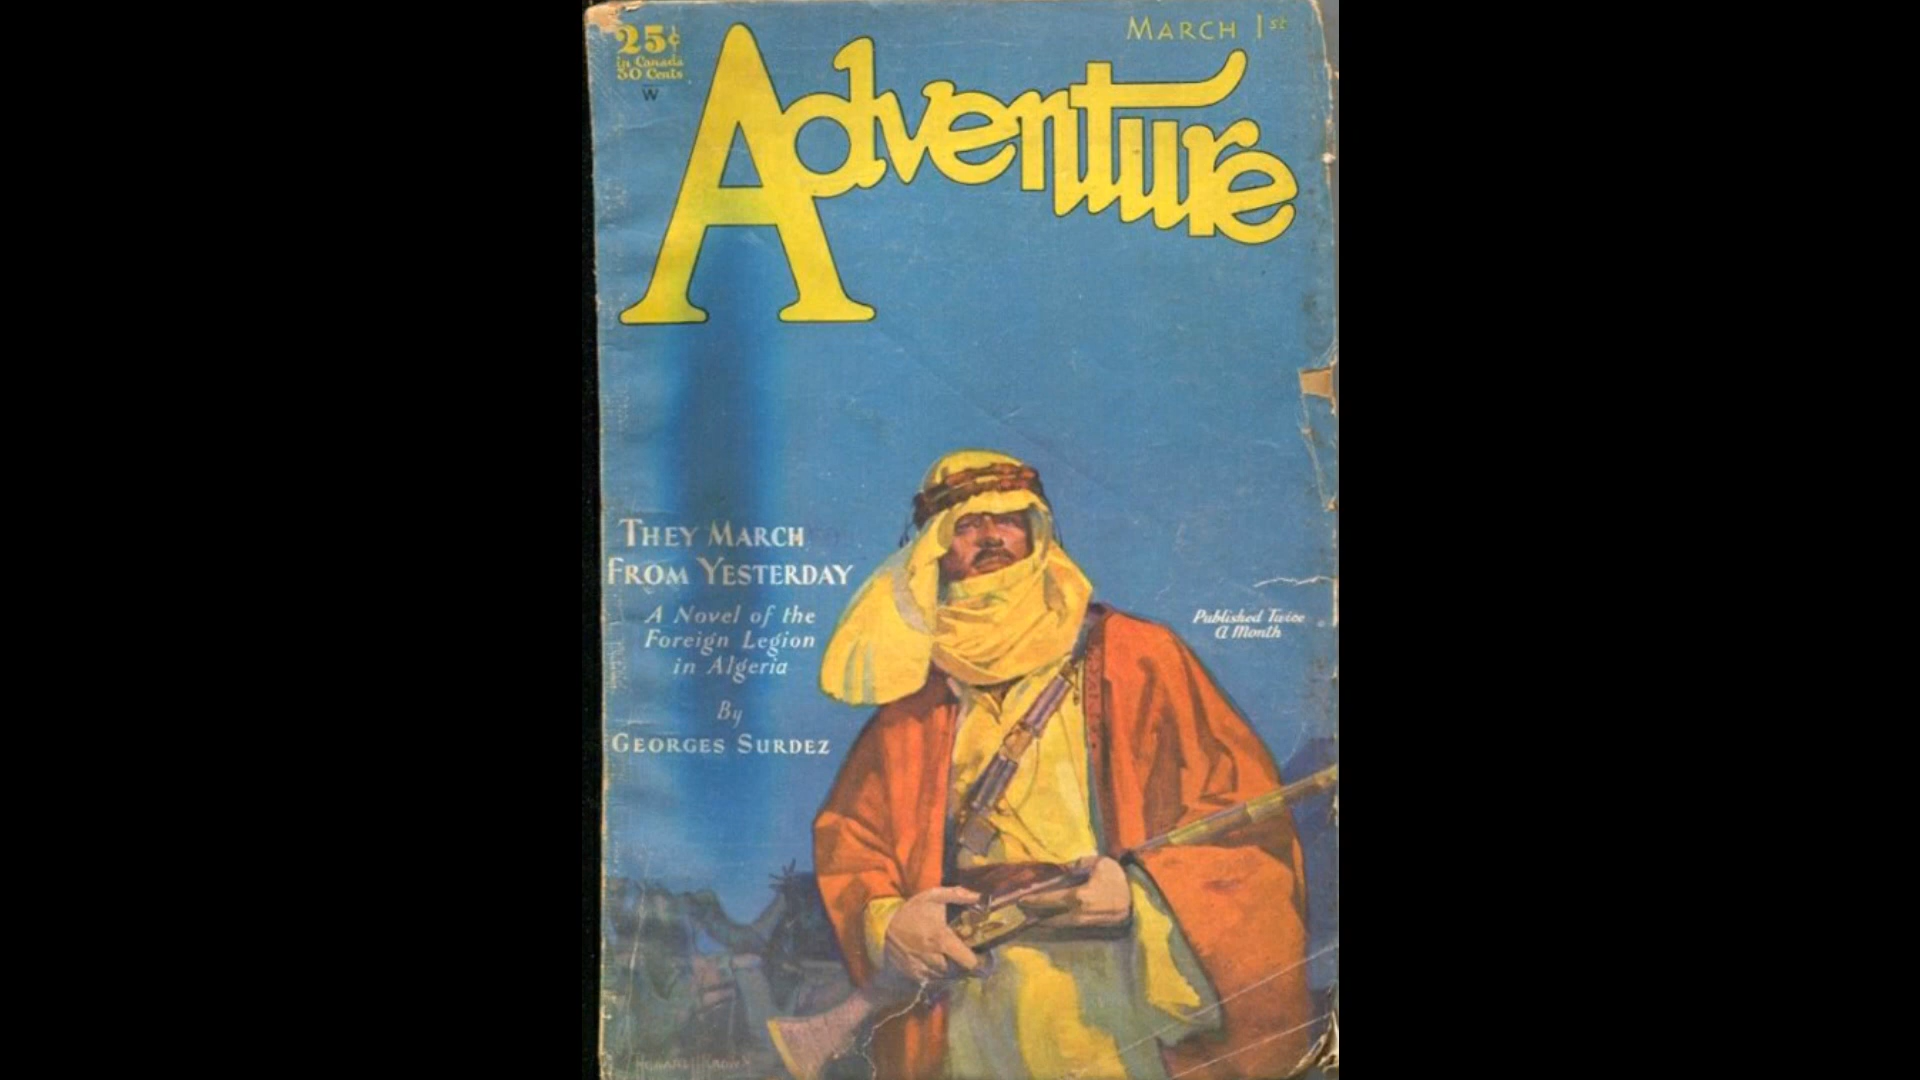 25¢
in Canada
30 Cents
W
MARCH 1st
Adventure
THEY MARCH
FROM YESTERDAY
A Novel of the
Foreign Legion
in Algeria
By
GEORGES SURDEZ
Published Twice
A Month